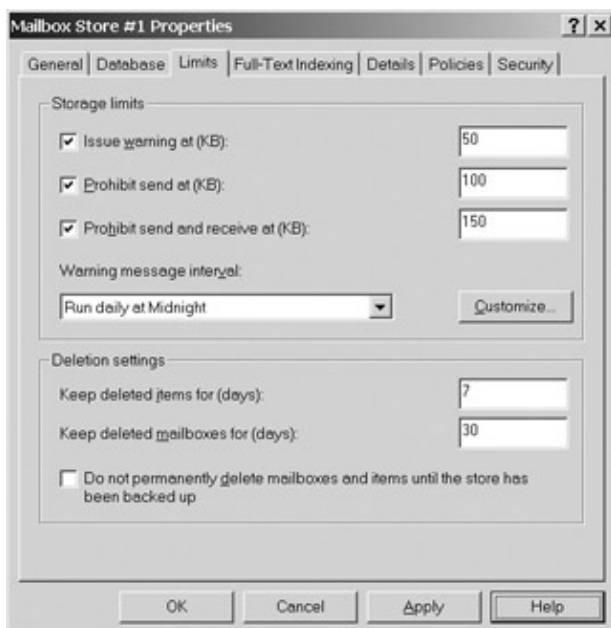 Mailbox Store #1 Properties
General Database Limits Full-Text Indexing Details Policies Security
Storage limits
Issue warning at (KB): 50
Prohibit send at (KB): 100
Prohibit send and receive at (KB): 150
Warning message interval:
Run daily at Midnight Customize...
Deletion settings
Keep deleted items for (days): 7
Keep deleted mailboxes for (days): 30
Do not permanently delete mailboxes and items until the store has
been backed up
OK Cancel Apply Help